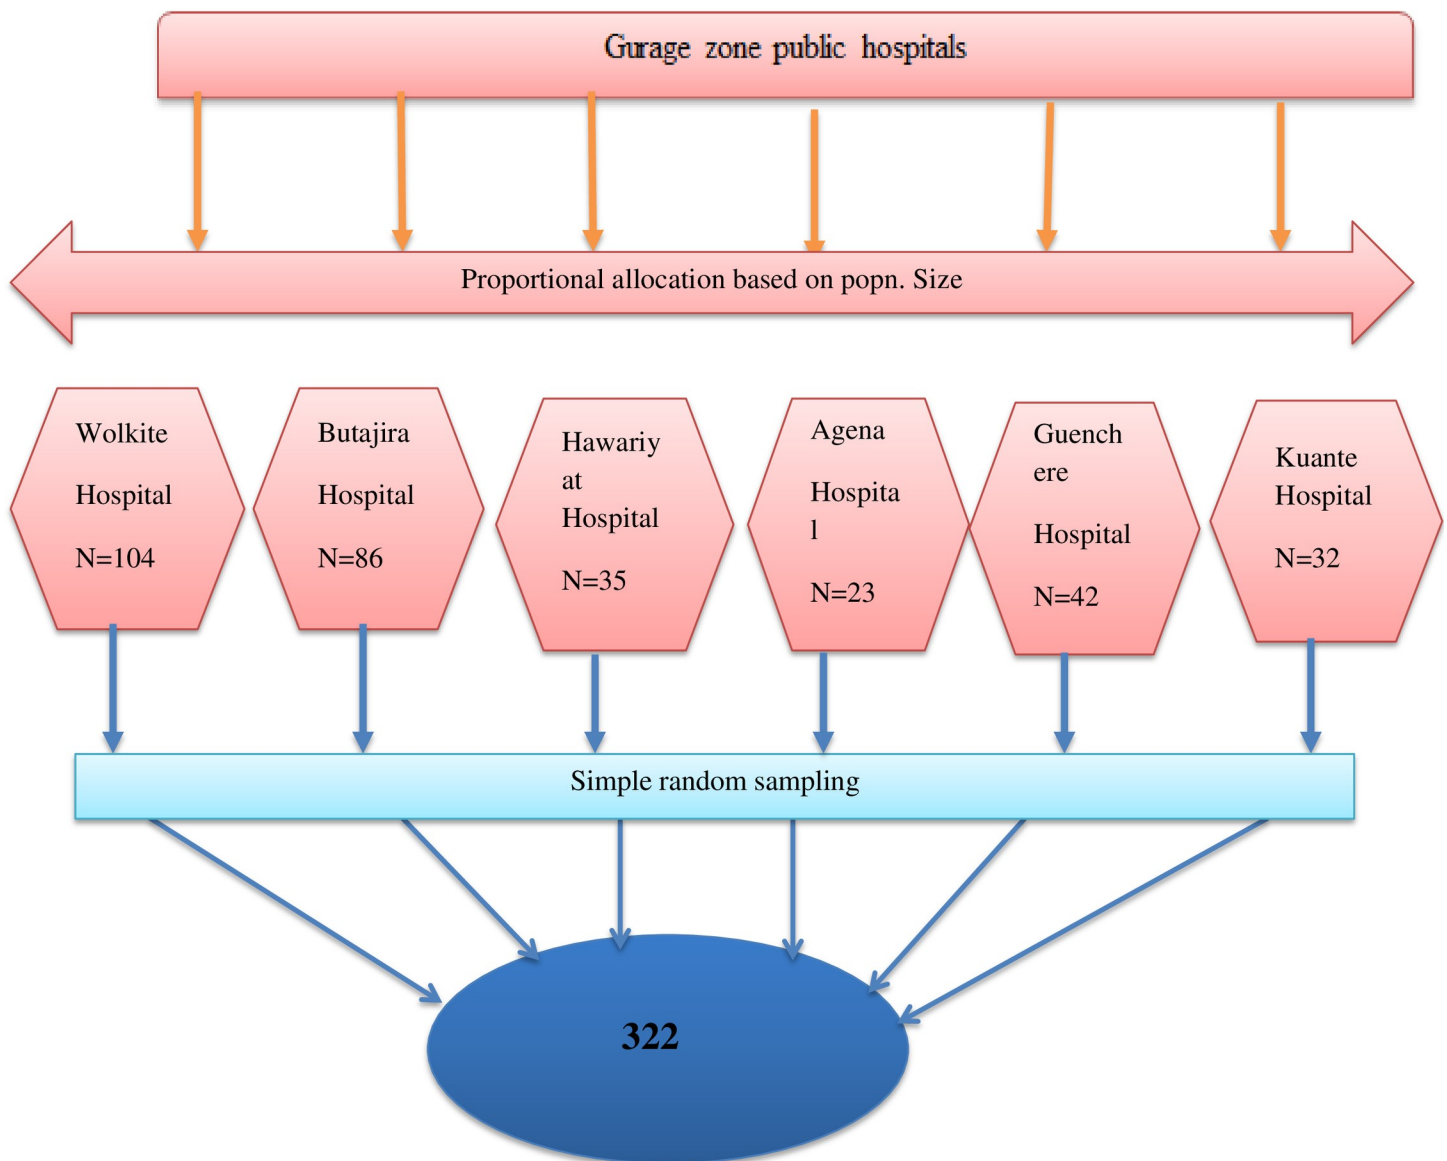 Gurage zone public hospitals
Proportional allocation based on popn. Size
Wolkite
Hospital
N=104
Butajira
Hospital
N=86
Hawariy
at
Hospital
N=35
Agena
Hospita
l
N=23
Guench
ere
Hospital
N=42
Kuante
Hospital
N=32
Simple random sampling
322